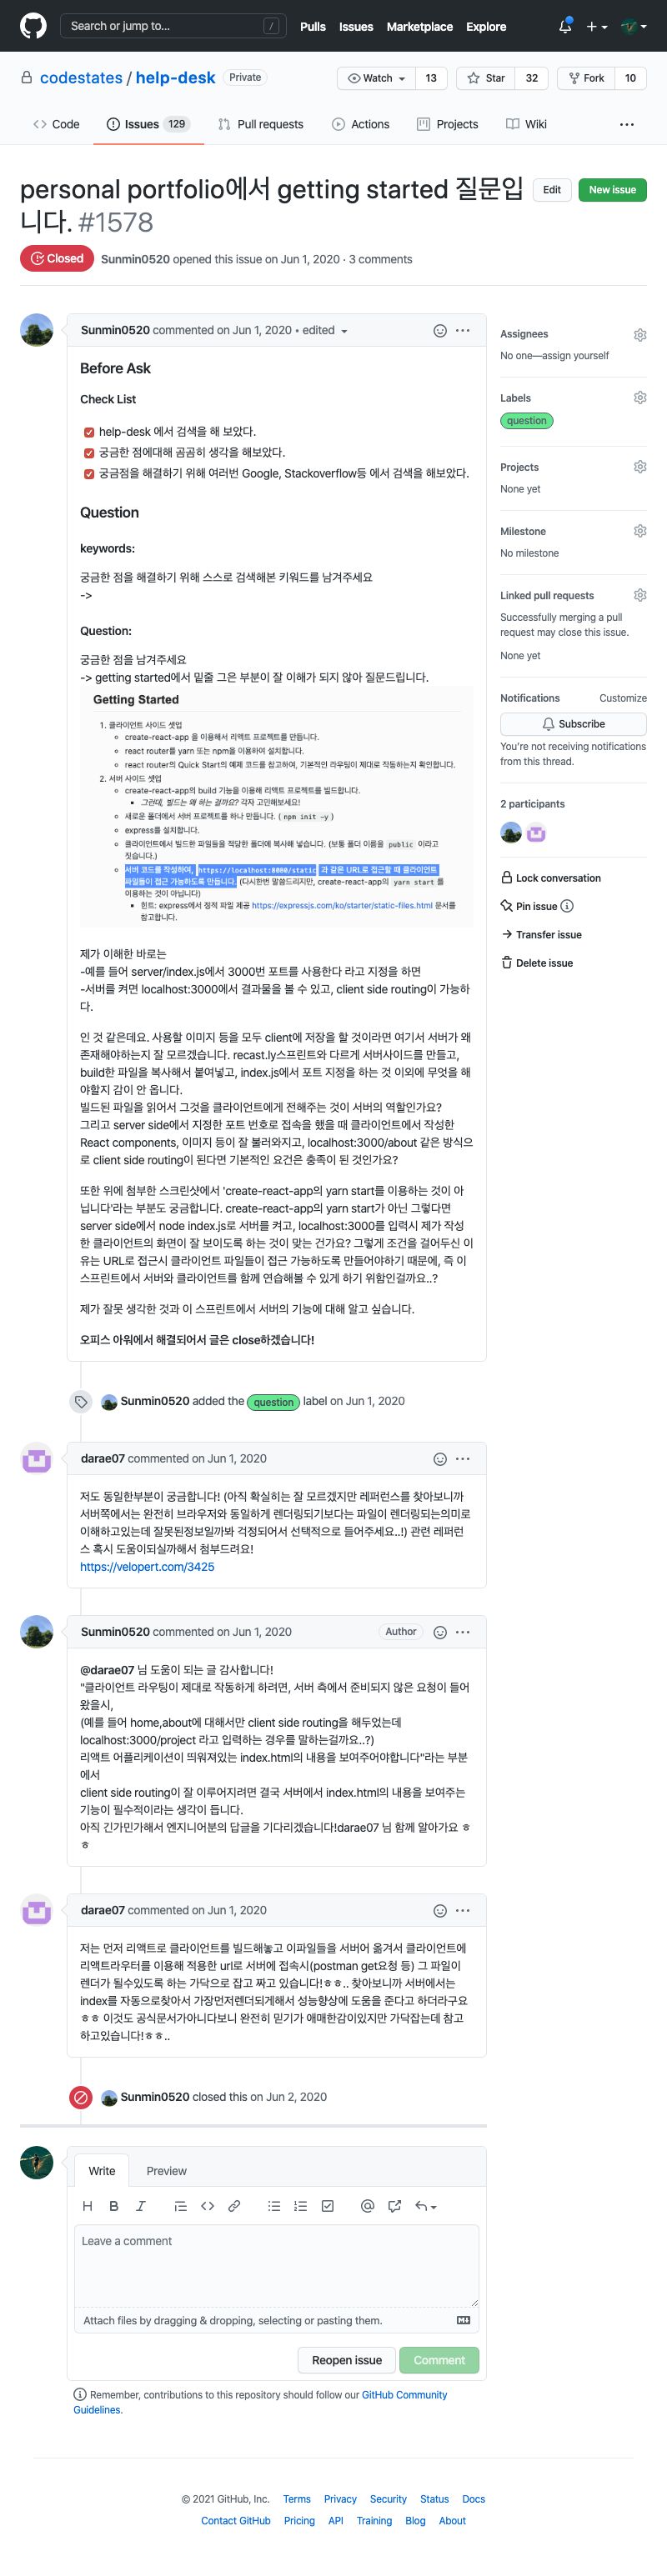 Search or jump to... /
Pulls Issues Marketplace Explore
codestates / help-desk Private
Watch 13 Star 32 Fork 10
Code Issues 129 Pull requests Actions Projects Wiki
personal portfolio에서 getting started 질문입
니다. #1578
Edit New issue
Closed Sunmin0520 opened this issue on Jun 1, 2020 · 3 comments
Sunmin0520 commented on Jun 1, 2020 • edited
Before Ask
Check List
help-desk 에서 검색을 해 보았다.
궁금한 점에대해 곰곰히 생각을 해보았다.
궁금점을 해결하기 위해 여러번 Google, Stackoverflow등 에서 검색을 해보았다.
Question
keywords:
궁금한 점을 해결하기 위해 스스로 검색해본 키워드를 남겨주세요
->
Question:
궁금한 점을 남겨주세요
-> getting started에서 밑줄 그은 부분이 잘 이해가 되지 않아 질문드립니다.
Getting Started
1. 클라이언트 사이드 셋업
create-react-app 을 이용해서 리액트 프로젝트를 만듭니다.
react router를 yarn 또는 npm을 이용하여 설치합니다.
react router의 Quick Start의 예제 코드를 참고하여, 기본적인 라우팅이 제대로 작동하는지 확인합니다.
2. 서버 사이드 셋업
create-react-app의 build 기능을 이용해 리액트 프로젝트를 빌드합니다.
그런데, 빌드는 왜 하는 걸까요? 각자 고민해보세요!
새로운 폴더에서 서버 프로젝트를 하나 만듭니다. ( npm init -y )
express를 설치합니다.
클라이언트에서 빌드한 파일들을 적당한 폴더에 복사해 넣습니다. (보통 폴더 이름을 public 이라고
짓습니다.)
서버 코드를 작성하여, https://localhost:8080/static 과 같은 URL로 접근할 때 클라이언트
파일들이 접근 가능하도록 만듭니다. (다시한번 말씀드리지만, create-react-app의 yarn start 를
이용하는 것이 아닙니다)
힌트: express에서 정적 파일 제공 https://expressjs.com/ko/starter/static-files.html 문서를
참고합니다.
제가 이해한 바로는
-예를 들어 server/index.js에서 3000번 포트를 사용한다 라고 지정을 하면
-서버를 켜면 localhost:3000에서 결과물을 볼 수 있고, client side routing이 가능하
다.
인 것 같은데요. 사용할 이미지 등을 모두 client에 저장을 할 것이라면 여기서 서버가 왜
존재해야하는지 잘 모르겠습니다. recast.ly스프린트와 다르게 서버사이드를 만들고,
build한 파일을 복사해서 붙여넣고, index.js에서 포트 지정을 하는 것 이외에 무엇을 해
야할지 감이 안 옵니다.
빌드된 파일을 읽어서 그것을 클라이언트에게 전해주는 것이 서버의 역할인가요?
그리고 server side에서 지정한 포트 번호로 접속을 했을 때 클라이언트에서 작성한
React components, 이미지 등이 잘 불러와지고, localhost:3000/about 같은 방식으
로 client side routing이 된다면 기본적인 요건은 충족이 된 것인가요?
또한 위에 첨부한 스크린샷에서 'create-react-app의 yarn start를 이용하는 것이 아
닙니다'라는 부분도 궁금합니다. create-react-app의 yarn start가 아닌 그렇다면
server side에서 node index.js로 서버를 켜고, localhost:3000를 입력시 제가 작성
한 클라이언트의 화면이 잘 보이도록 하는 것이 맞는 건가요? 그렇게 조건을 걸어두신 이
유는 URL로 접근시 클라이언트 파일들이 접근 가능하도록 만들어야하기 때문에, 즉 이
스프린트에서 서버와 클라이언트를 함께 연습해볼 수 있게 하기 위함인걸까요..?
제가 잘못 생각한 것과 이 스프린트에서 서버의 기능에 대해 알고 싶습니다.
오피스 아워에서 해결되어서 글은 close하겠습니다!
Assignees
No one—assign yourself
Labels
question
Projects
None yet
Milestone
No milestone
Linked pull requests
Successfully merging a pull
request may close this issue.
None yet
Notifications Customize
Subscribe
You're not receiving notifications
from this thread.
2 participants
Lock conversation
Pin issue
Transfer issue
Delete issue
Sunmin0520 added the question label on Jun 1, 2020
darae07 commented on Jun 1, 2020
저도 동일한부분이 궁금합니다! (아직 확실히는 잘 모르겠지만 레퍼런스를 찾아보니까
서버쪽에서는 완전히 브라우저와 동일하게 렌더링되기보다는 파일이 렌더링되는의미로
이해하고있는데 잘못된정보일까봐 걱정되어서 선택적으로 들어주세요..!) 관련 레퍼런
스 혹시 도움이되실까해서 첨부드려요!
https://velopert.com/3425
Sunmin0520 commented on Jun 1, 2020 Author
@darae07 님 도움이 되는 글 감사합니다!
"클라이언트 라우팅이 제대로 작동하게 하려면, 서버 측에서 준비되지 않은 요청이 들어
왔을시,
(예를 들어 home,about에 대해서만 client side routing을 해두었는데
localhost:3000/project 라고 입력하는 경우를 말하는걸까요..?)
리액트 어플리케이션이 띄워져있는 index.html의 내용을 보여주어야합니다"라는 부분
에서
client side routing이 잘 이루어지려면 결국 서버에서 index.html의 내용을 보여주는
기능이 필수적이라는 생각이 듭니다.
아직 긴가민가해서 엔지니어분의 답글을 기다리겠습니다!darae07 님 함께 알아가요 ㅎ
ㅎ
darae07 commented on Jun 1, 2020
저는 먼저 리액트로 클라이언트를 빌드해놓고 이파일들을 서버어 옮겨서 클라이언트에
리액트라우터를 이용해 적용한 url로 서버에 접속시(postman get요청 등) 그 파일이
렌더가 될수있도록 하는 가닥으로 잡고 짜고 있습니다!ㅎㅎ.. 찾아보니까 서버에서는
index를 자동으로찾아서 가장먼저렌더되게해서 성능향상에 도움을 준다고 하더라구요
ㅎㅎ 이것도 공식문서가아니다보니 완전히 믿기가 애매한감이있지만 가닥잡는데 참고
하고있습니다!ㅎㅎ..
Sunmin0520 closed this on Jun 2, 2020
Write Preview
Leave a comment
Attach files by dragging & dropping, selecting or pasting them.
Reopen issue Comment
Remember, contributions to this repository should follow our GitHub Community
Guidelines.
© 2021 GitHub, Inc. Terms Privacy Security Status Docs
Contact GitHub Pricing API Training Blog About